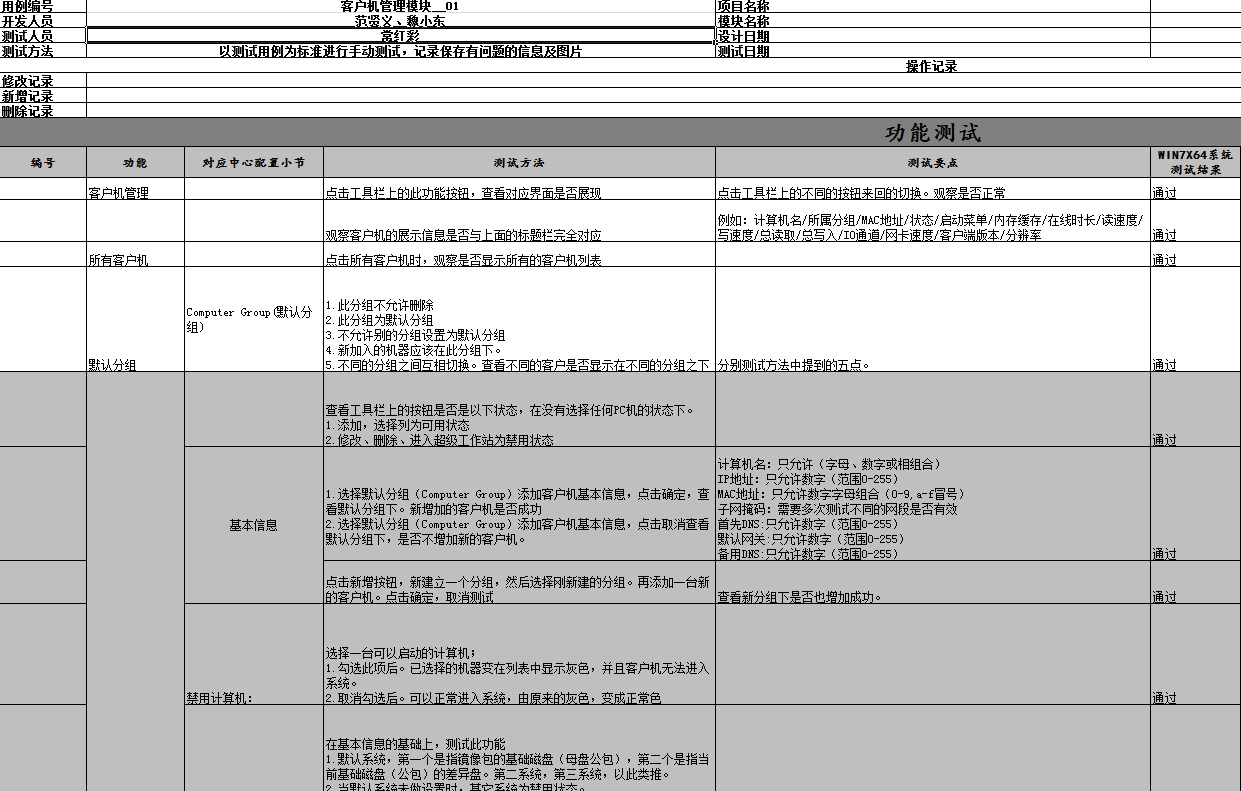 用例编号 客户机管理模块__01 项目名称
开发人员 范贤义、魏小东 模块名称
测试人员 常红彩 设计日期
测试方法 以测试用例为标准进行手动测试，记录保存有问题的信息及图片 测试日期
操作记录
修改记录
新增记录
删除记录
功能测试
编号 功能 对应中心配置小节 测试方法 测试要点 WIN7X64系统
测试结果
客户机管理 点击工具栏上的此功能按钮，查看对应界面是否展现 点击工具栏上的不同的按钮来回的切换。观察是否正常 通过
观察客户机的展示信息是否与上面的标题栏完全对应
例如：计算机名/所属分组/MAC地址/状态/启动菜单/内存缓存/在线时长/读速度/
写速度/总读取/总写入/IO通道/网卡速度/客户端版本/分辨率
通过
所有客户机 点击所有客户机时，观察是否显示所有的客户机列表 通过
默认分组
Computer Group(默认分
组)
1.此分组不允许删除
2.此分组为默认分组
3.不允许别的分组设置为默认分组
4.新加入的机器应该在此分组下。
5.不同的分组之间互相切换。查看不同的客户是否显示在不同的分组之下
分别测试方法中提到的五点。
通过
查看工具栏上的按钮是否是以下状态，在没有选择任何PC机的状态下。
1.添加，选择列为可用状态
2.修改、删除、进入超级工作站为禁用状态
通过
基本信息
1.选择默认分组（Computer Group）添加客户机基本信息，点击确定，查
看默认分组下。新增加的客户机是否成功
2.选择默认分组（Computer Group）添加客户机基本信息，点击取消查看
默认分组下，是否不增加新的客户机。
计算机名：只允许（字母、数字或相组合）
IP地址：只允许数字（范围0-255）
MAC地址：只允许数字字母组合（0-9,a-f冒号）
子网掩码：需要多次测试不同的网段是否有效
首先DNS:只允许数字（范围0-255）
默认网关:只允许数字（范围0-255）
备用DNS:只允许数字（范围0-255）
通过
点击新增按钮，新建立一个分组，然后选择刚新建的分组。再添加一台新
的客户机。点击确定，取消测试
查看新分组下是否也增加成功。
通过
禁用计算机：
选择一台可以启动的计算机；
1.勾选此项后。已选择的机器变在列表中显示灰色，并且客户机无法进入
系统。
2.取消勾选后。可以正常进入系统，由原来的灰色，变成正常色
通过
在基本信息的基础上，测试此功能
1.默认系统，第一个是指镜像包的基础磁盘（母盘公包），第二个是指当
前基础磁盘（公包）的差异盘。第二系统，第三系统，以此类推。
2.当默认系统未做设置时，其它系统为禁用状态。